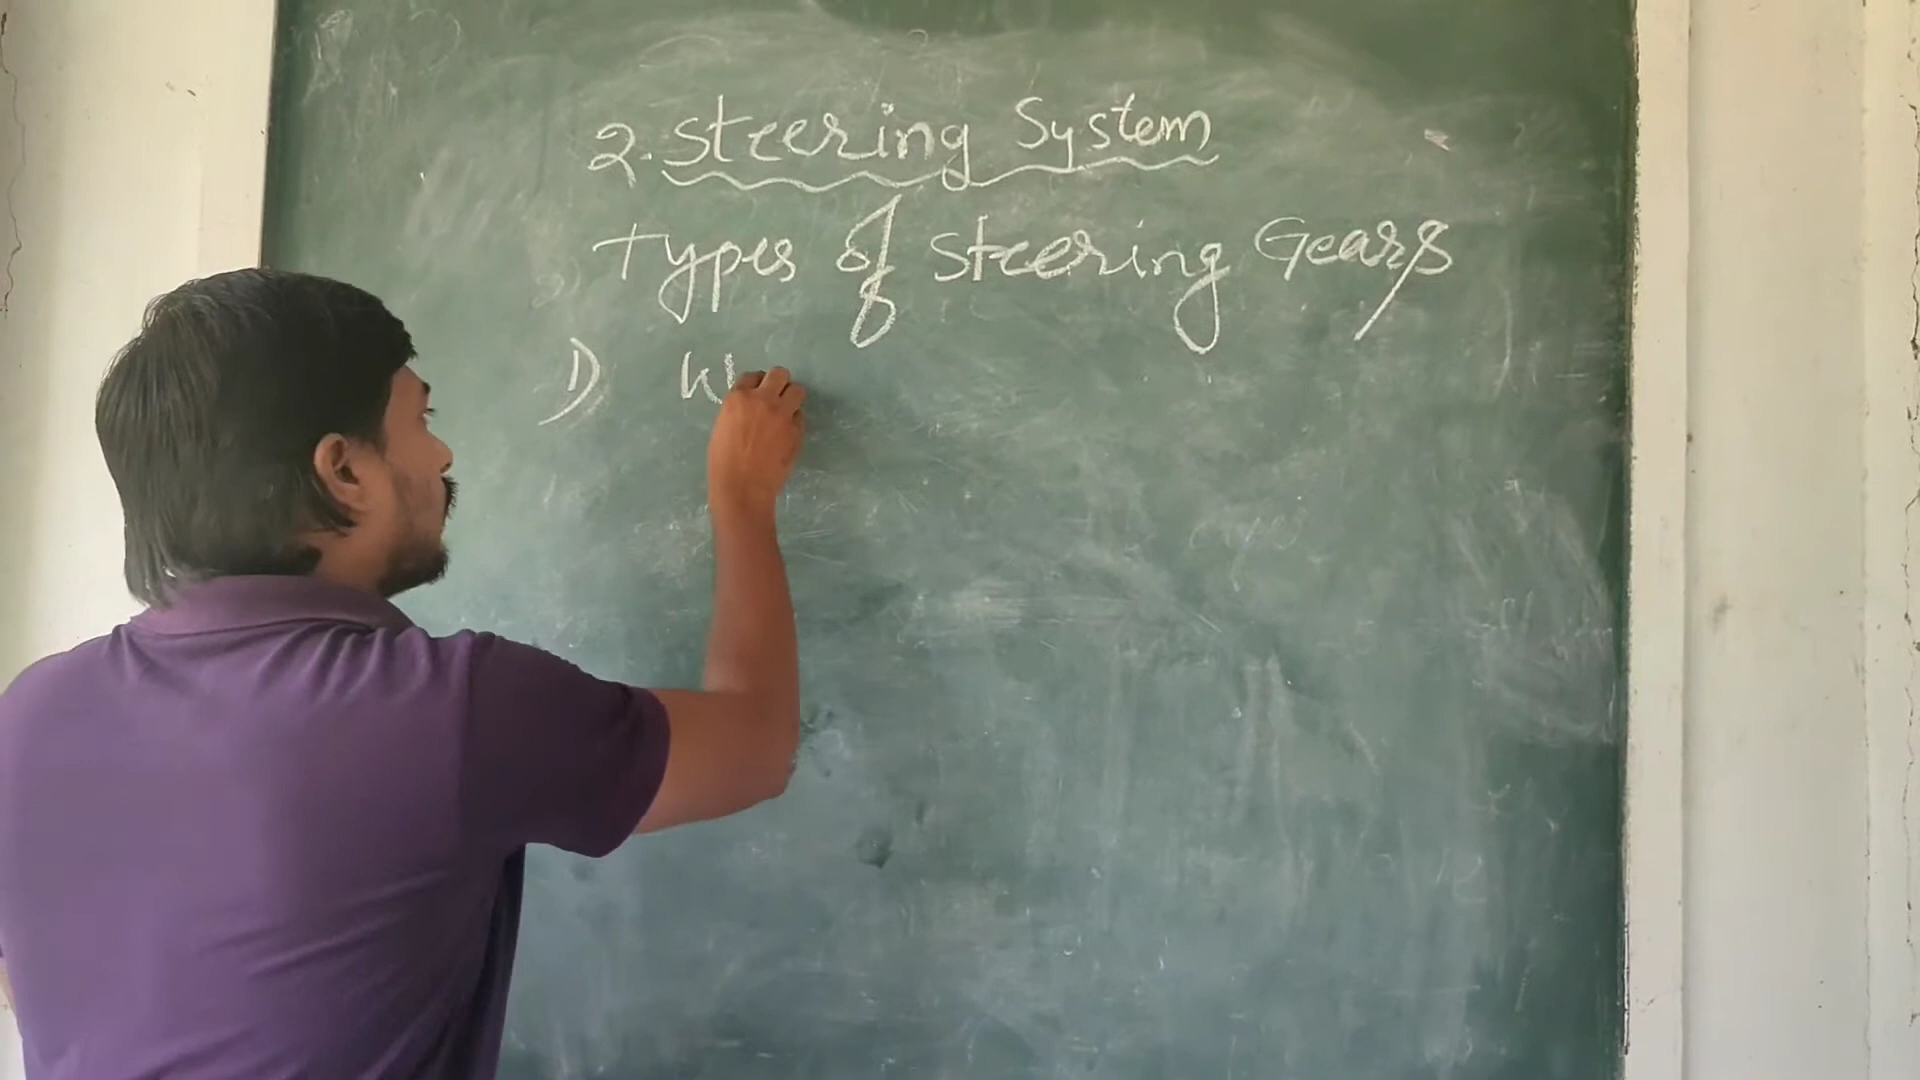 2. Steering System
Types of Steering Gears
1) W